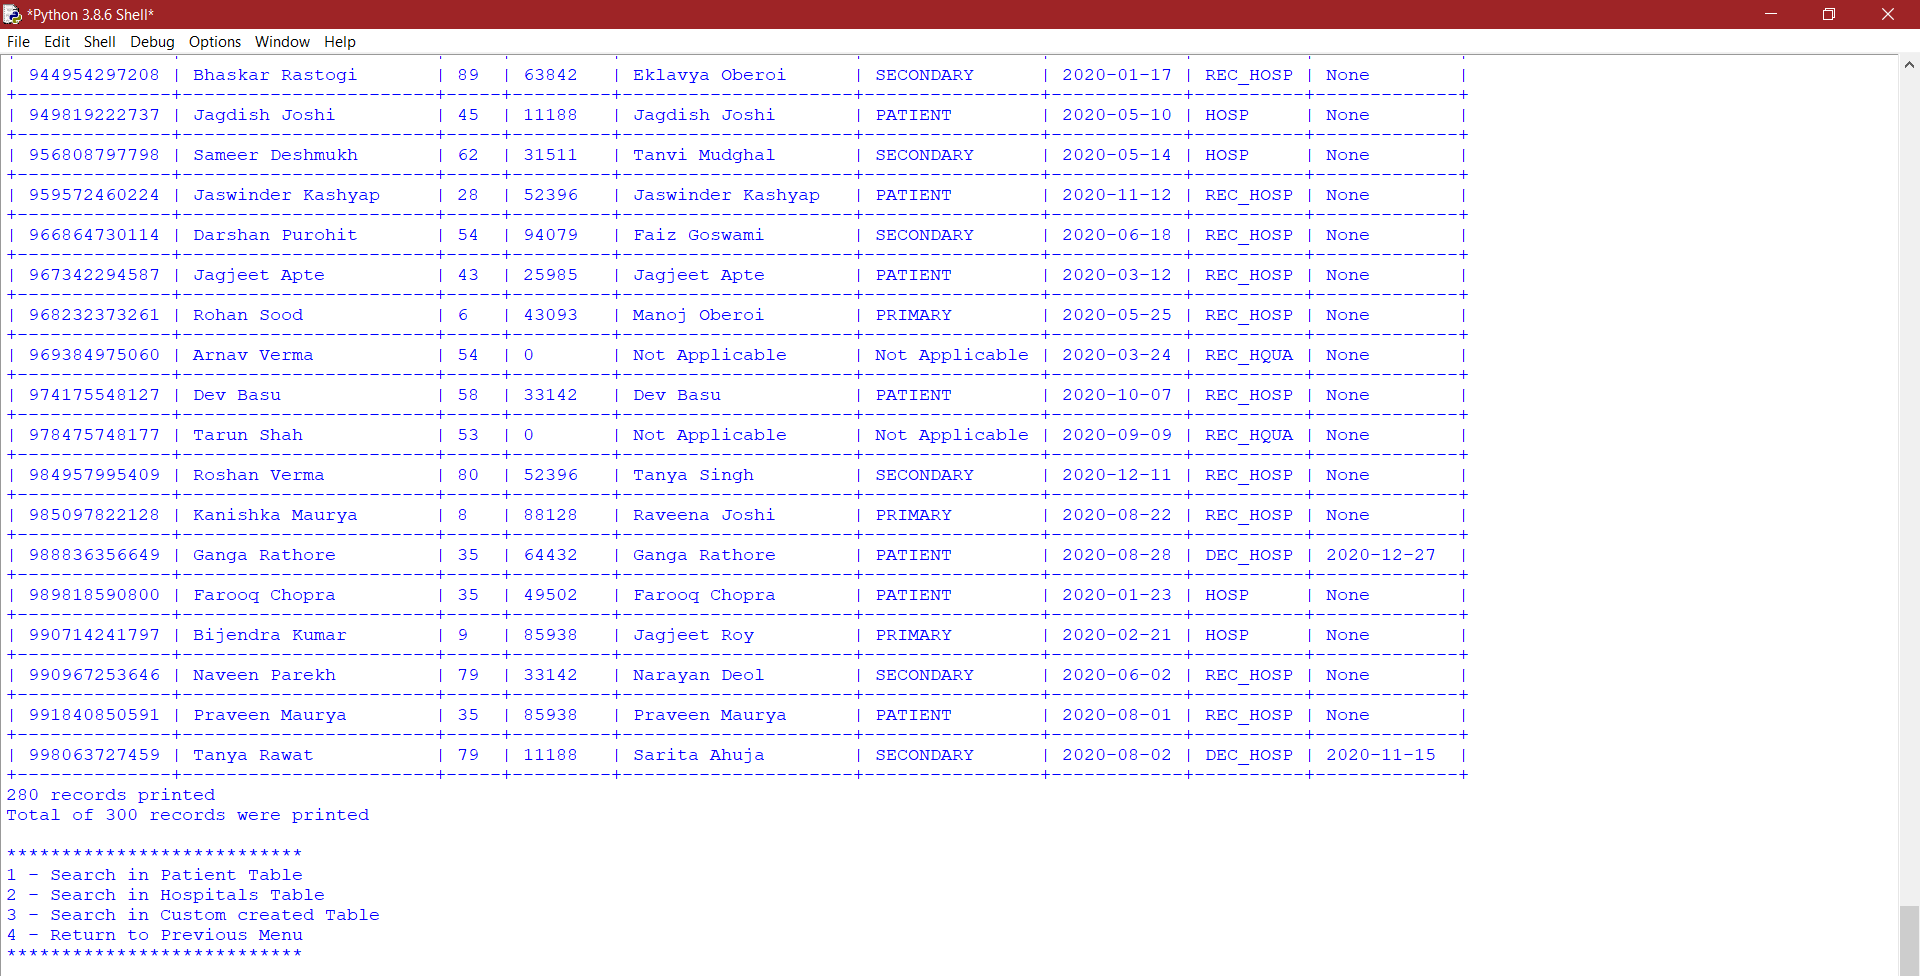 *Python 3.8.6 Shell*
File Edit Shell Debug Options Window Help
| 944954297208 | Bhaskar Rastogi | 89 | 63842 | Eklavya Oberoi | SECONDARY | 2020-01-17 | REC_HOSP | None |
+--------------+-----------------------+-----+---------+---------------------+----------------+------------+----------+-------------+
| 949819222737 | Jagdish Joshi | 45 | 11188 | Jagdish Joshi | PATIENT | 2020-05-10 | HOSP | None |
+--------------+-----------------------+-----+---------+---------------------+----------------+------------+----------+-------------+
| 956808797798 | Sameer Deshmukh | 62 | 31511 | Tanvi Mudghal | SECONDARY | 2020-05-14 | HOSP | None |
+--------------+-----------------------+-----+---------+---------------------+----------------+------------+----------+-------------+
| 959572460224 | Jaswinder Kashyap | 28 | 52396 | Jaswinder Kashyap | PATIENT | 2020-11-12 | REC_HOSP | None |
+--------------+-----------------------+-----+---------+---------------------+----------------+------------+----------+-------------+
| 966864730114 | Darshan Purohit | 54 | 94079 | Faiz Goswami | SECONDARY | 2020-06-18 | REC_HOSP | None |
+--------------+-----------------------+-----+---------+---------------------+----------------+------------+----------+-------------+
| 967342294587 | Jagjeet Apte | 43 | 25985 | Jagjeet Apte | PATIENT | 2020-03-12 | REC_HOSP | None |
+--------------+-----------------------+-----+---------+---------------------+----------------+------------+----------+-------------+
| 968232373261 | Rohan Sood | 6 | 43093 | Manoj Oberoi | PRIMARY | 2020-05-25 | REC_HOSP | None |
+--------------+-----------------------+-----+---------+---------------------+----------------+------------+----------+-------------+
| 969384975060 | Arnav Verma | 54 | 0 | Not Applicable | Not Applicable | 2020-03-24 | REC_HQUA | None |
+--------------+-----------------------+-----+---------+---------------------+----------------+------------+----------+-------------+
| 974175548127 | Dev Basu | 58 | 33142 | Dev Basu | PATIENT | 2020-10-07 | REC_HOSP | None |
+--------------+-----------------------+-----+---------+---------------------+----------------+------------+----------+-------------+
| 978475748177 | Tarun Shah | 53 | 0 | Not Applicable | Not Applicable | 2020-09-09 | REC_HQUA | None |
+--------------+-----------------------+-----+---------+---------------------+----------------+------------+----------+-------------+
| 984957995409 | Roshan Verma | 80 | 52396 | Tanya Singh | SECONDARY | 2020-12-11 | REC_HOSP | None |
+--------------+-----------------------+-----+---------+---------------------+----------------+------------+----------+-------------+
| 985097822128 | Kanishka Maurya | 8 | 88128 | Raveena Joshi | PRIMARY | 2020-08-22 | REC_HOSP | None |
+--------------+-----------------------+-----+---------+---------------------+----------------+------------+----------+-------------+
| 988836356649 | Ganga Rathore | 35 | 64432 | Ganga Rathore | PATIENT | 2020-08-28 | DEC_HOSP | 2020-12-27 |
+--------------+-----------------------+-----+---------+---------------------+----------------+------------+----------+-------------+
| 989818590800 | Farooq Chopra | 35 | 49502 | Farooq Chopra | PATIENT | 2020-01-23 | HOSP | None |
+--------------+-----------------------+-----+---------+---------------------+----------------+------------+----------+-------------+
| 990714241797 | Bijendra Kumar | 9 | 85938 | Jagjeet Roy | PRIMARY | 2020-02-21 | HOSP | None |
+--------------+-----------------------+-----+---------+---------------------+----------------+------------+----------+-------------+
| 990967253646 | Naveen Parekh | 79 | 33142 | Narayan Deol | SECONDARY | 2020-06-02 | REC_HOSP | None |
+--------------+-----------------------+-----+---------+---------------------+----------------+------------+----------+-------------+
| 991840850591 | Praveen Maurya | 35 | 85938 | Praveen Maurya | PATIENT | 2020-08-01 | REC_HOSP | None |
+--------------+-----------------------+-----+---------+---------------------+----------------+------------+----------+-------------+
| 998063727459 | Tanya Rawat | 79 | 11188 | Sarita Ahuja | SECONDARY | 2020-08-02 | DEC_HOSP | 2020-11-15 |
+--------------+-----------------------+-----+---------+---------------------+----------------+------------+----------+-------------+
280 records printed
Total of 300 records were printed
***************************
1 - Search in Patient Table
2 - Search in Hospitals Table
3 - Search in Custom created Table
4 - Return to Previous Menu
***************************